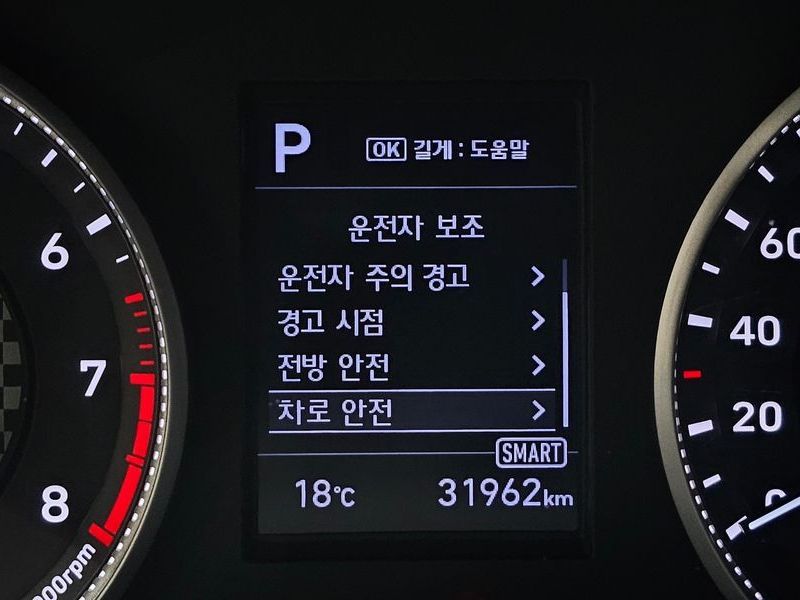 P
OK 길게 : 도움말
운전자 보조
운전자 주의 경고
경고 시점
전방 안전
차로 안전
SMART
18°C 31962km
6
7
8
000rpm
60
40
20
0